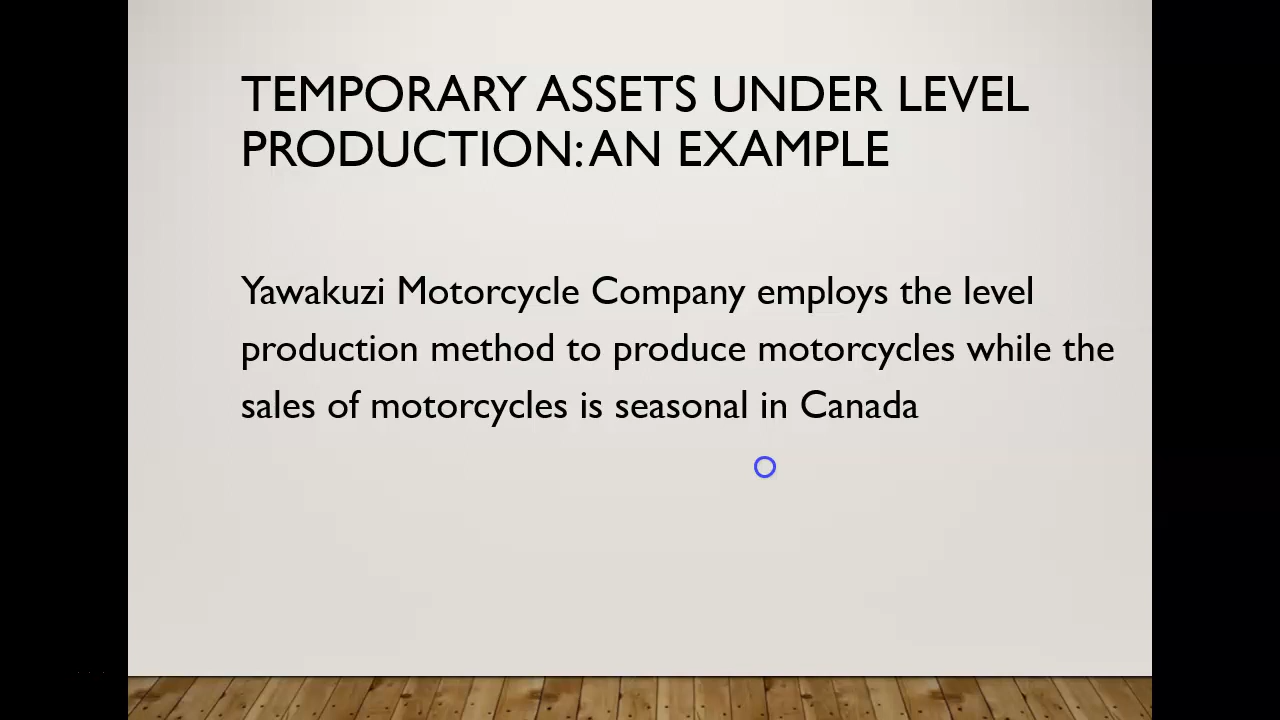 TEMPORARY ASSETS UNDER LEVEL
PRODUCTION: AN EXAMPLE
Yawakuzi Motorcycle Company employs the level
production method to produce motorcycles while the
sales of motorcycles is seasonal in Canada